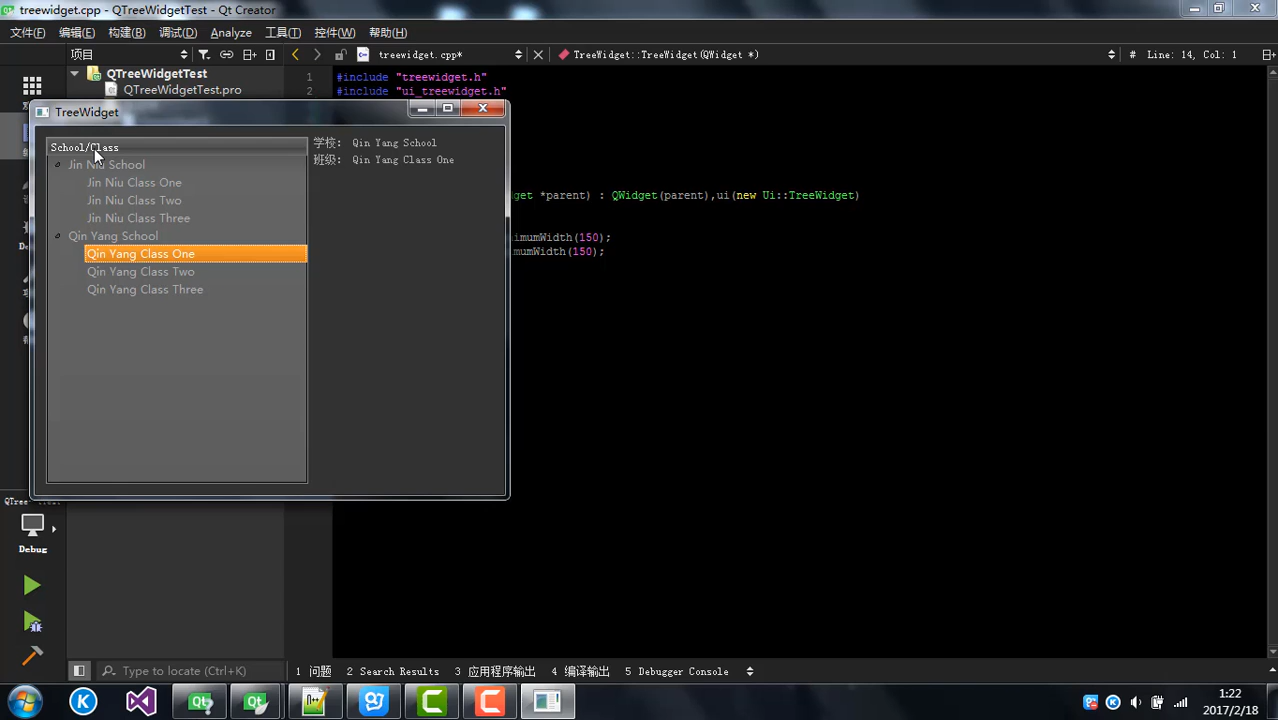 treewidget.cpp - QTreeWidgetTest - Qt Creator
文件(F) 编辑(E) 构建(B) 调试(D) Analyze 工具(T) 控件(W) 帮助(H)
项目 treewidget.cpp* TreeWidget::TreeWidget(QWidget *) # Line: 14, Col: 1
QTreeWidgetTest
QTreeWidgetTest.pro
1 #include "treewidget.h"
2 #include "ui_treewidget.h"
TreeWidget
School/Class
Jin Niu School
Jin Niu Class One
Jin Niu Class Two
Jin Niu Class Three
Qin Yang School
Qin Yang Class One
Qin Yang Class Two
Qin Yang Class Three
学校: Qin Yang School
班级: Qin Yang Class One
get *parent) : QWidget(parent),ui(new Ui::TreeWidget)
nimumWidth(150);
mumWidth(150);
Debug
Type to locate (Ctrl+K)
1 问题 2 Search Results 3 应用程序输出 4 编译输出 5 Debugger Console
1:22
2017/2/18